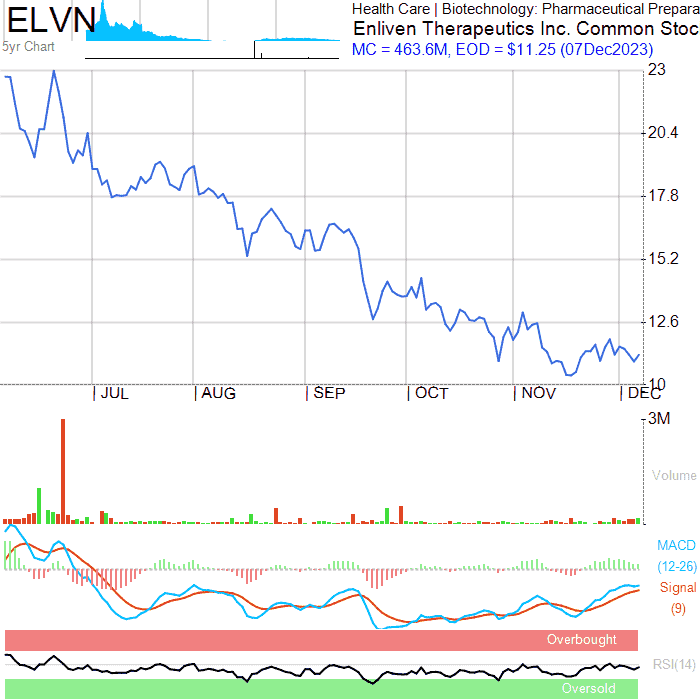 ELVN
Health Care | Biotechnology: Pharmaceutical Prepara
Enliven Therapeutics Inc. Common Stoc
5yr Chart
MC = 463.6M, EOD = $11.25 (07Dec2023)
23
20.4
17.8
15.2
12.6
10
JUL
AUG
SEP
OCT
NOV
DEC
3M
Volume
MACD
(12-26)
Signal
(9)
Overbought
RSI(14)
Oversold